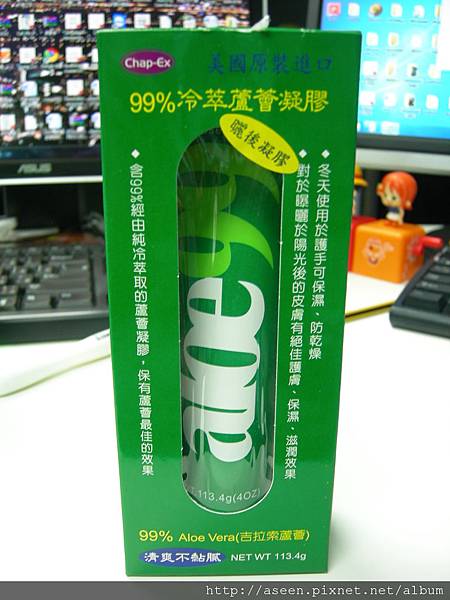 Chap-Ex
美國原裝進口
99%冷萃蘆薈凝膠
曬後凝膠
◆冬天使用於護手可保濕、防乾燥
◆對於曝曬於陽光後的皮膚有絕佳護膚、保濕、滋潤效果
◆含99%經由純冷萃取的蘆薈凝膠，保有蘆薈最佳的效果
aloe99
113.4g(4OZ)
99% Aloe Vera(吉拉索蘆薈)
清爽不黏膩 NET WT 113.4g
http://aseen.pixnet.net/album